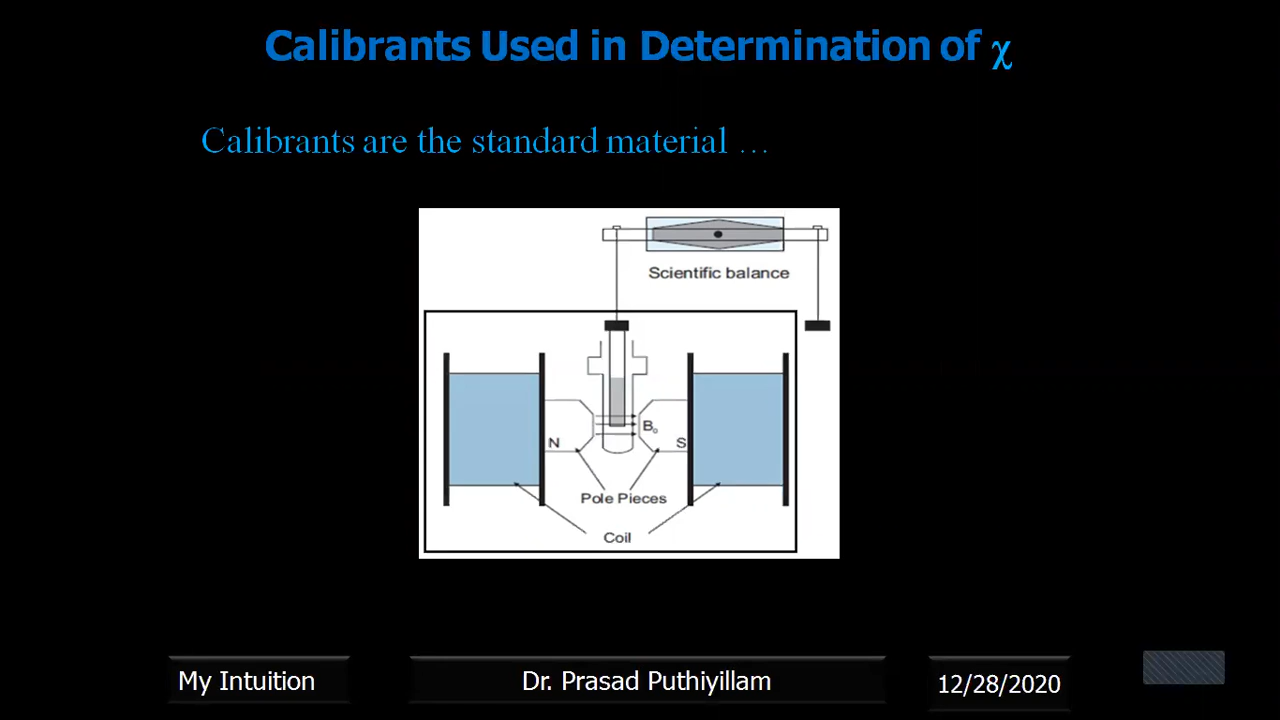 Calibrants Used in Determination of χ
Calibrants are the standard material …
Scientific balance
B₀
N
S
Pole Pieces
Coil
My Intuition
Dr. Prasad Puthiyillam
12/28/2020